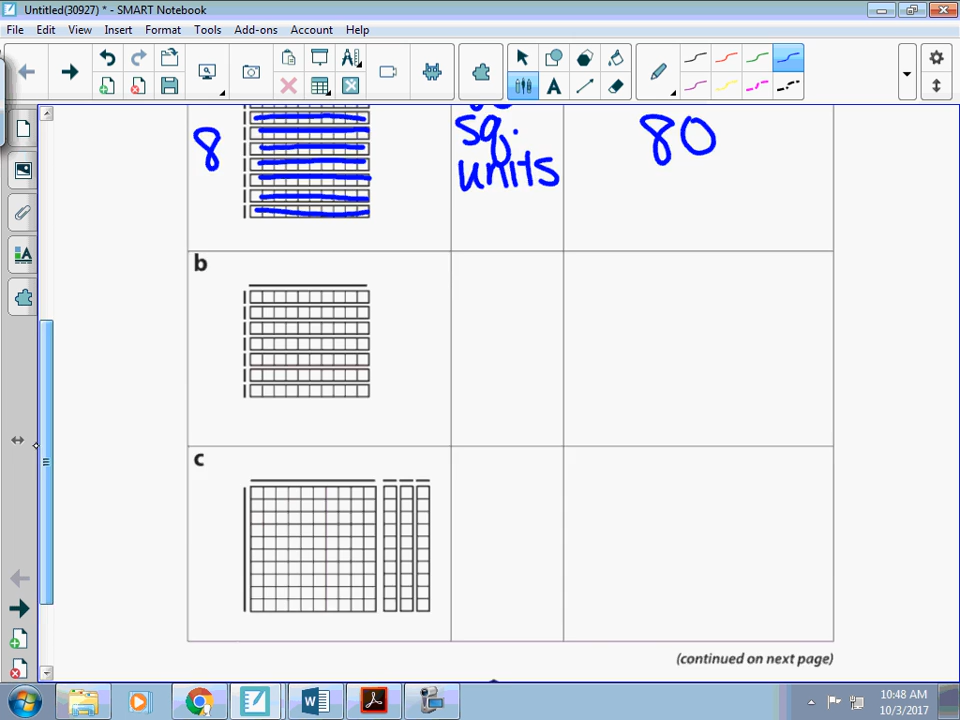 Untitled(30927) * - SMART Notebook
File Edit View Insert Format Tools Add-ons Account Help
8
sq.
units
80
b
c
(continued on next page)
10:48 AM
10/3/2017